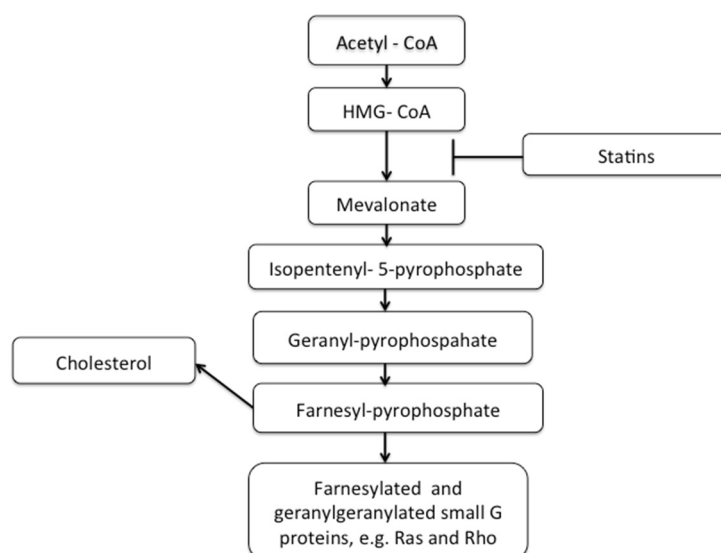 Acetyl - CoA
HMG- CoA
Statins
Mevalonate
Isopentenyl- 5-pyrophosphate
Geranyl-pyrophospahate
Cholesterol
Farnesyl-pyrophosphate
Farnesylated and
geranylgeranylated small G
proteins, e.g. Ras and Rho